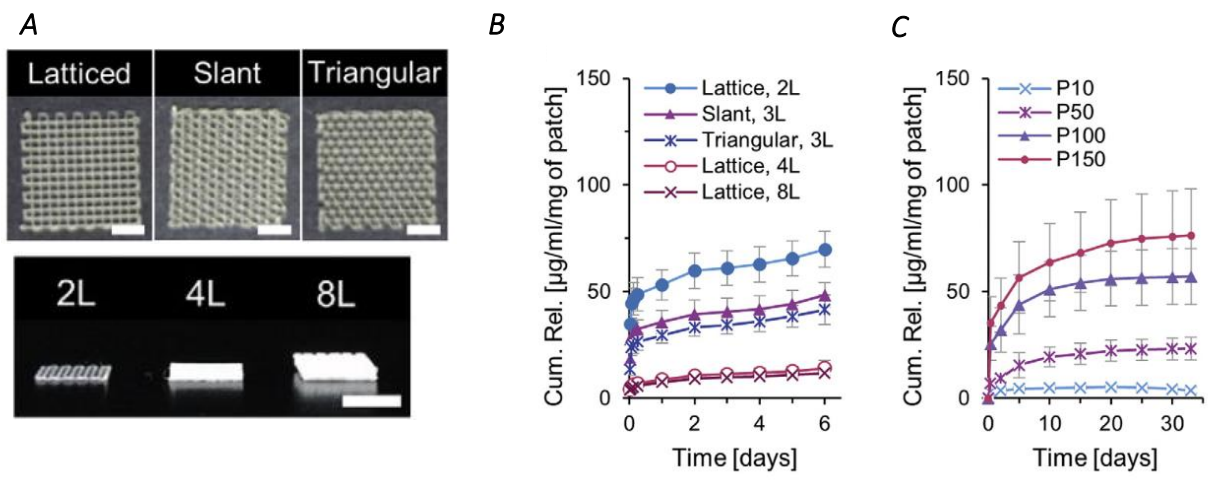 A
Latticed Slant Triangular
2L 4L 8L
B
Cum. Rel. [µg/ml/mg of patch]
150
100
50
0
Lattice, 2L
Slant, 3L
Triangular, 3L
Lattice, 4L
Lattice, 8L
0 2 4 6
Time [days]
C
Cum. Rel. [µg/ml/mg of patch]
150
100
50
0
P10
P50
P100
P150
0 10 20 30
Time [days]